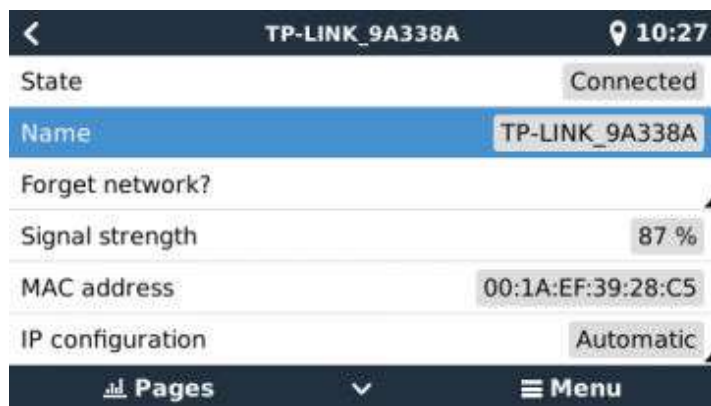 TP-LINK_9A338A 10:27
State Connected
Name TP-LINK_9A338A
Forget network?
Signal strength 87 %
MAC address 00:1A:EF:39:28:C5
IP configuration Automatic
Pages Menu